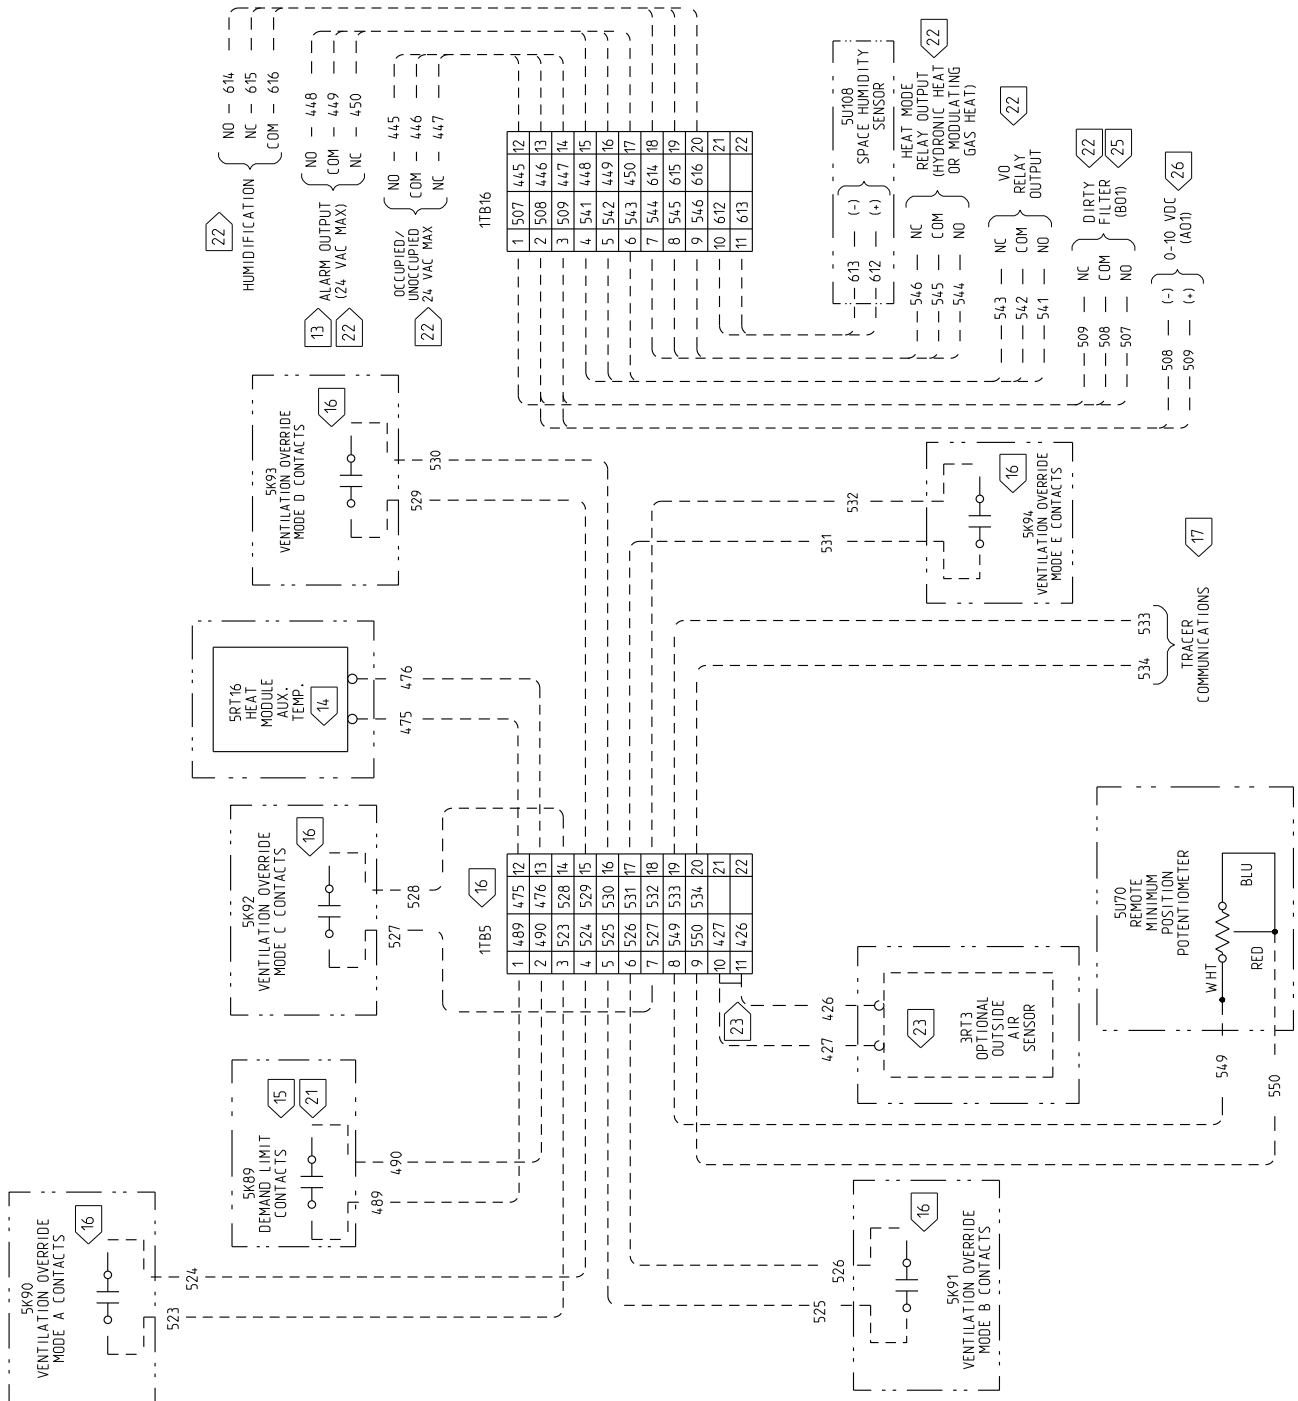 NO - 614
NC - 615
COM - 616
HUMIDIFICATION
22
NO - 448
COM - 449
NC - 450
ALARM OUTPUT
(24 VAC MAX)
13
22
NO - 445
COM - 446
NC - 447
OCCUPIED/
UNOCCUPIED
24 VAC MAX
22
1TB16
1 507 445 12
2 508 446 13
3 509 447 14
4 541 448 15
5 542 449 16
6 543 450 17
7 544 614 18
8 545 615 19
9 546 616 20
10 612 21
11 613 22
5U108
SPACE HUMIDITY
SENSOR
613 (-)
612 (+)
HEAT MODE
RELAY OUTPUT
(HYDRONIC HEAT
OR MODULATING
GAS HEAT)
22
546 NC
545 COM
544 NO
VO
RELAY
OUTPUT
22
543 NC
542 COM
541 NO
DIRTY
FILTER
(BO1)
22
25
509 NC
508 COM
507 NO
0-10 VDC
(AO1)
26
508 (-)
509 (+)
5K93
VENTILATION OVERRIDE
MODE D CONTACTS
16
530
529
5K94
VENTILATION OVERRIDE
MODE E CONTACTS
16
532
531
TRACER
COMMUNICATIONS
17
533
534
5RT16
HEAT
MODULE
AUX.
TEMP.
14
476
475
5K92
VENTILATION OVERRIDE
MODE C CONTACTS
16
528
527
1TB5
16
1 489 475 12
2 490 476 13
3 523 528 14
4 524 529 15
5 525 530 16
6 526 531 17
7 527 532 18
8 549 533 19
9 550 534 20
10 427 21
11 426 22
23
426
427
3RT3
OPTIONAL
OUTSIDE
AIR
SENSOR
23
5U70
REMOTE
MINIMUM
POSITION
POTENTIOMETER
WHT
BLU
RED
549
550
5K89
DEMAND LIMIT
CONTACTS
15
21
490
489
5K90
VENTILATION OVERRIDE
MODE A CONTACTS
16
524
523
5K91
VENTILATION OVERRIDE
MODE B CONTACTS
16
526
525